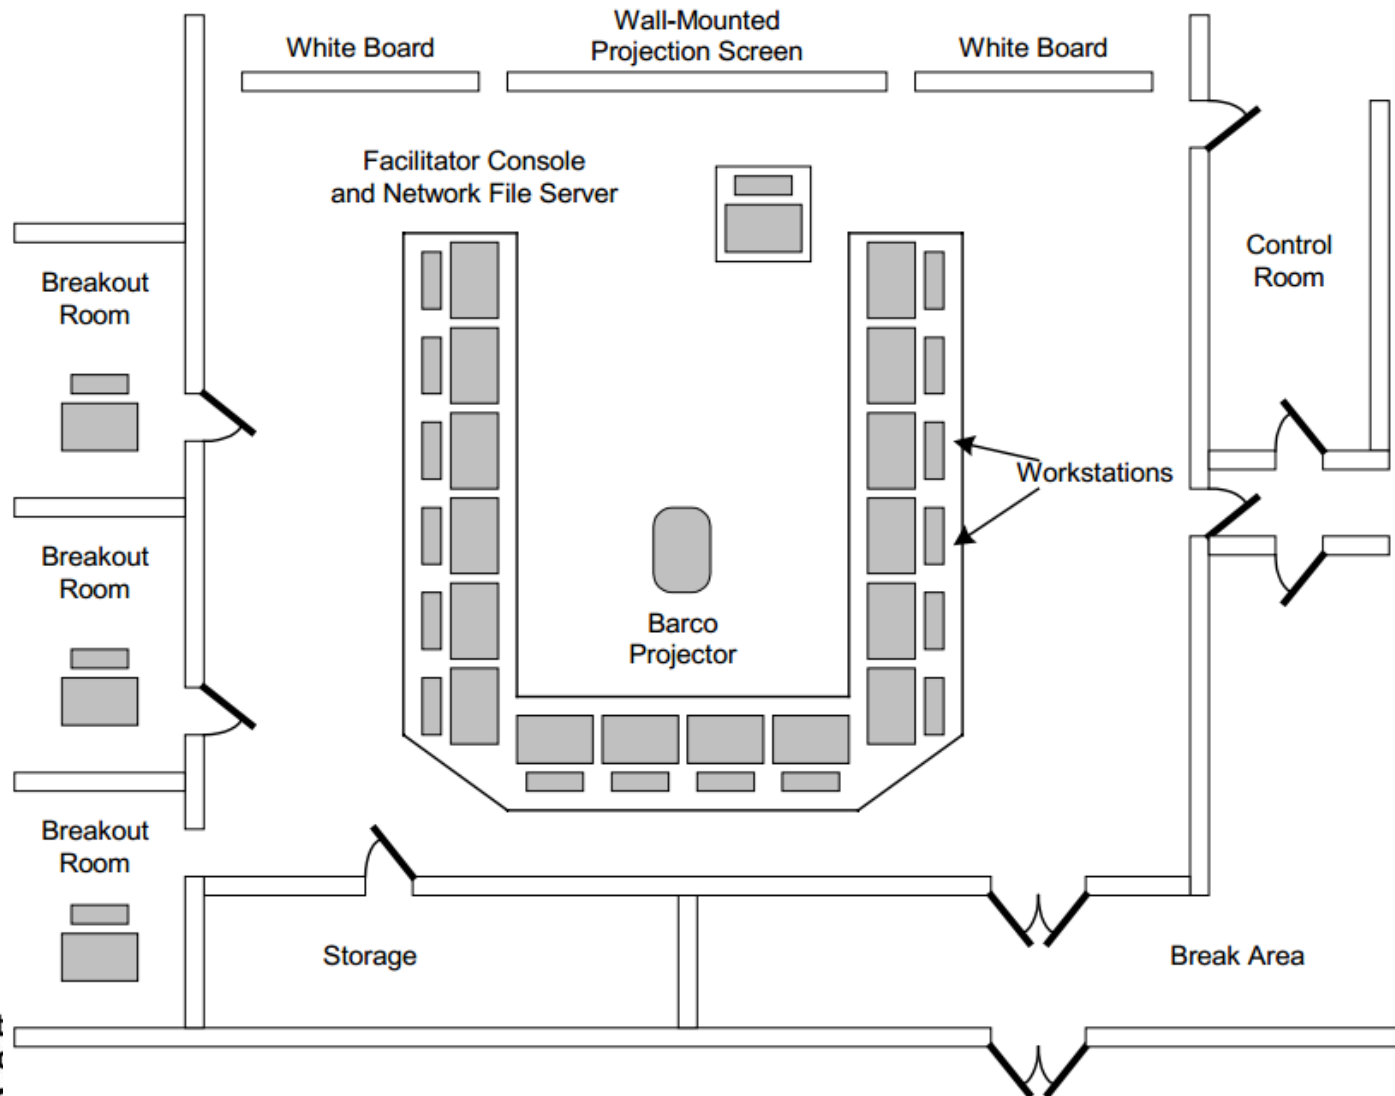 Wall-Mounted
Projection Screen
White Board
White Board
Facilitator Console
and Network File Server
Control
Room
Breakout
Room
Workstations
Breakout
Room
Barco
Projector
Breakout
Room
Storage
Break Area